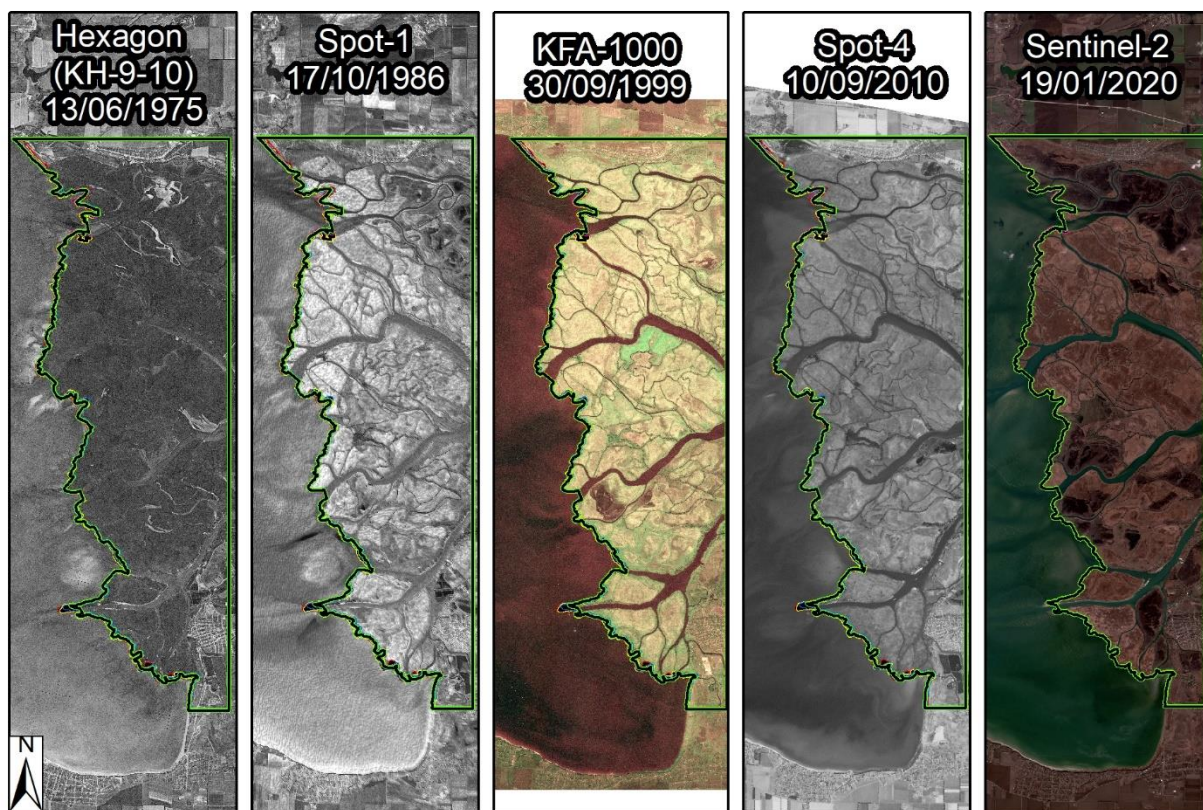 Hexagon
(KH-9-10)
13/06/1975
Spot-1
17/10/1986
KFA-1000
30/09/1999
Spot-4
10/09/2010
Sentinel-2
19/01/2020
N